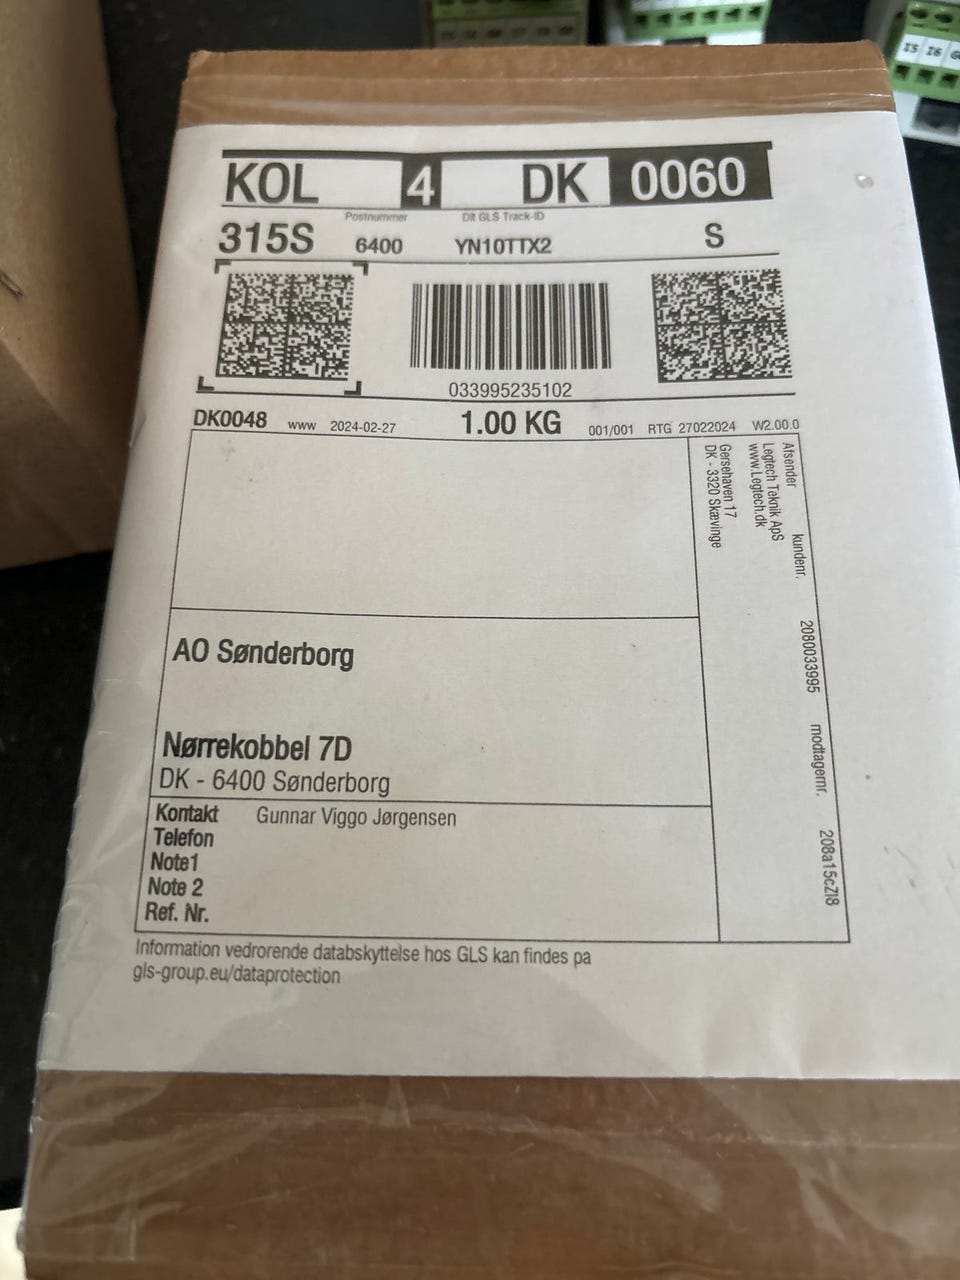 I5 I6
KOL 4 DK 0060
Postnummer Dit GLS Track-ID
315S 6400 YN10TTX2 S
033995235102
DK0048 www 2024-02-27 1.00 KG 001/001 RTG 27022024 W2.00.0
Afsender
Legtech Teknik ApS
www.Legtech.dk
Gersehaven 17
DK - 3320 Skævinge
kundenr. 2080033995 modtagernr. 208a15cZl8
AO Sønderborg
Nørrekobbel 7D
DK - 6400 Sønderborg
Kontakt Gunnar Viggo Jørgensen
Telefon
Note1
Note 2
Ref. Nr.
Information vedrorende databskyttelse hos GLS kan findes pa
gls-group.eu/dataprotection